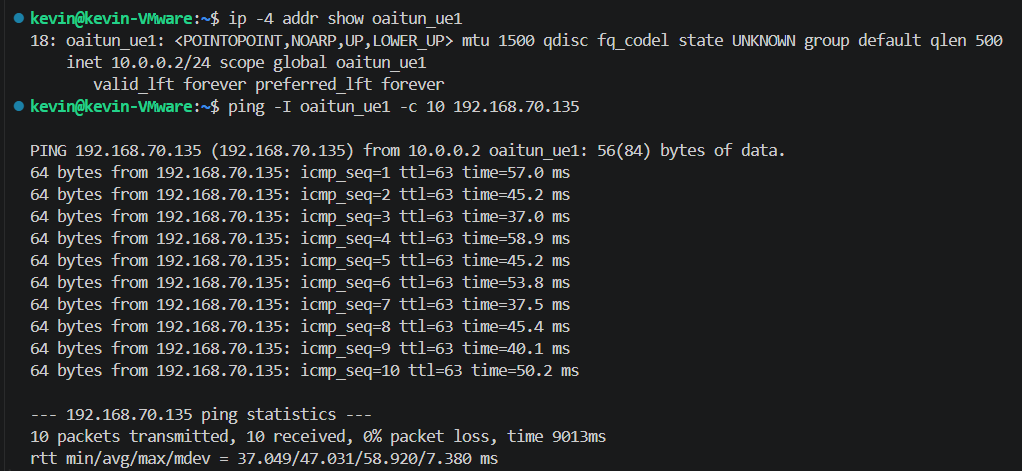 kevin@kevin-VMware:~$ ip -4 addr show oaitun_ue1
18: oaitun_ue1: <POINTOPOINT,NOARP,UP,LOWER_UP> mtu 1500 qdisc fq_codel state UNKNOWN group default qlen 500
    inet 10.0.0.2/24 scope global oaitun_ue1
       valid_lft forever preferred_lft forever
kevin@kevin-VMware:~$ ping -I oaitun_ue1 -c 10 192.168.70.135
PING 192.168.70.135 (192.168.70.135) from 10.0.0.2 oaitun_ue1: 56(84) bytes of data.
64 bytes from 192.168.70.135: icmp_seq=1 ttl=63 time=57.0 ms
64 bytes from 192.168.70.135: icmp_seq=2 ttl=63 time=45.2 ms
64 bytes from 192.168.70.135: icmp_seq=3 ttl=63 time=37.0 ms
64 bytes from 192.168.70.135: icmp_seq=4 ttl=63 time=58.9 ms
64 bytes from 192.168.70.135: icmp_seq=5 ttl=63 time=45.2 ms
64 bytes from 192.168.70.135: icmp_seq=6 ttl=63 time=53.8 ms
64 bytes from 192.168.70.135: icmp_seq=7 ttl=63 time=37.5 ms
64 bytes from 192.168.70.135: icmp_seq=8 ttl=63 time=45.4 ms
64 bytes from 192.168.70.135: icmp_seq=9 ttl=63 time=40.1 ms
64 bytes from 192.168.70.135: icmp_seq=10 ttl=63 time=50.2 ms
--- 192.168.70.135 ping statistics ---
10 packets transmitted, 10 received, 0% packet loss, time 9013ms
rtt min/avg/max/mdev = 37.049/47.031/58.920/7.380 ms